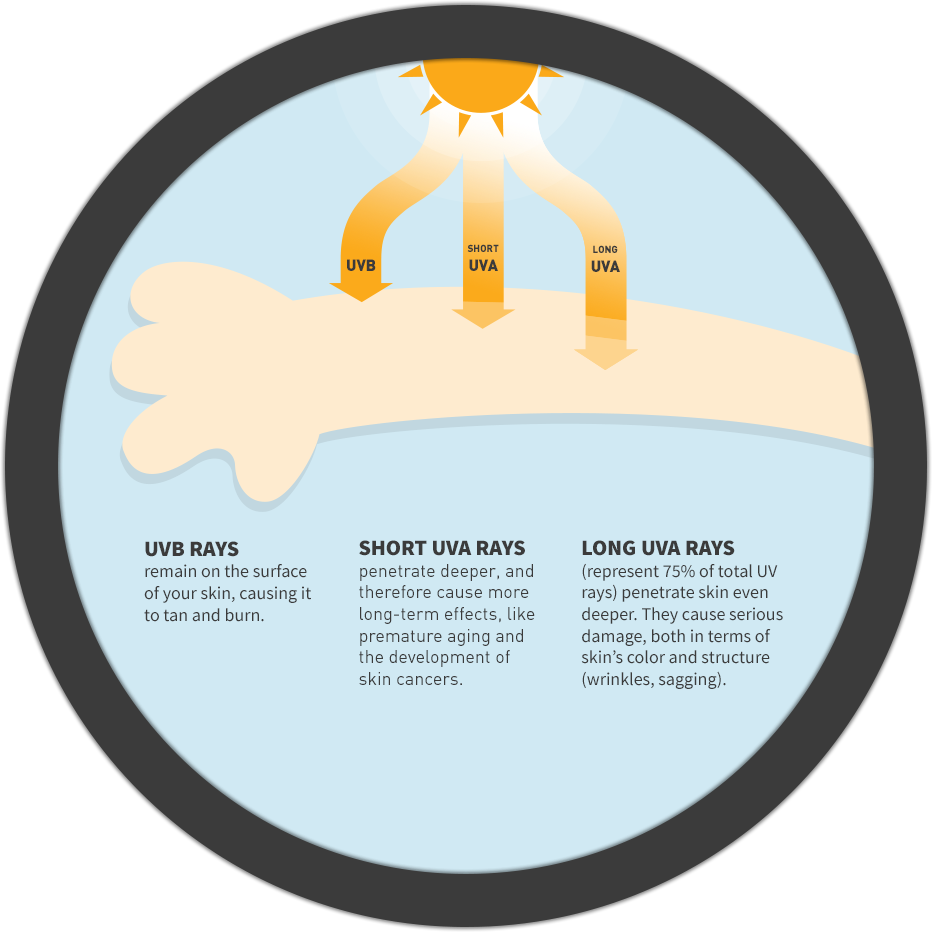 SHORT
LONG
UVB
UVA
UVA
UVB RAYS
remain on the surface
of your skin, causing it
to tan and burn.
SHORT UVA RAYS
penetrate deeper, and
therefore cause more
long-term effects, like
premature aging and
the development of
skin cancers.
LONG UVA RAYS
(represent 75% of total UV
rays) penetrate skin even
deeper. They cause serious
damage, both in terms of
skin’s color and structure
(wrinkles, sagging).